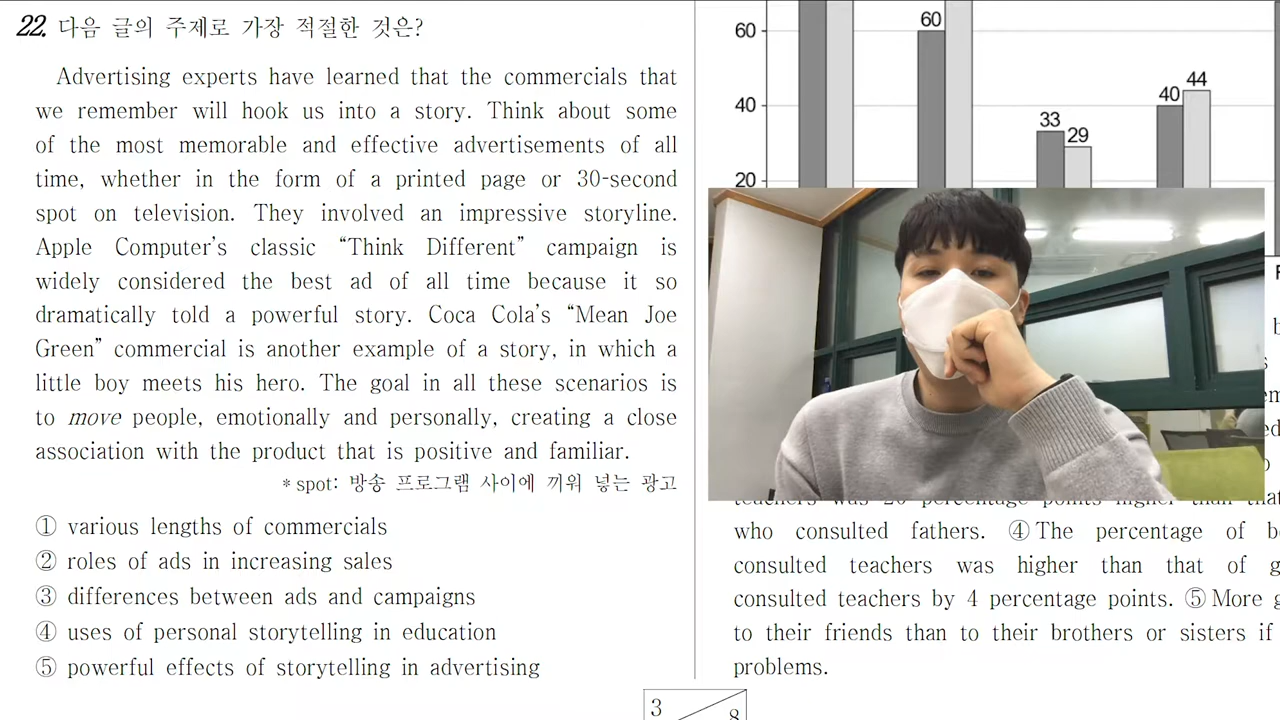 22. 다음 글의 주제로 가장 적절한 것은?
Advertising experts have learned that the commercials that
we remember will hook us into a story. Think about some
of the most memorable and effective advertisements of all
time, whether in the form of a printed page or 30-second
spot on television. They involved an impressive storyline.
Apple Computer's classic “Think Different” campaign is
widely considered the best ad of all time because it so
dramatically told a powerful story. Coca Cola's “Mean Joe
Green” commercial is another example of a story, in which a
little boy meets his hero. The goal in all these scenarios is
to move people, emotionally and personally, creating a close
association with the product that is positive and familiar.
* spot: 방송 프로그램 사이에 끼워 넣는 광고
① various lengths of commercials
② roles of ads in increasing sales
③ differences between ads and campaigns
④ uses of personal storytelling in education
⑤ powerful effects of storytelling in advertising
60
60
40
40 44
33
29
20
teachers was 20 percentage points higher than that
who consulted fathers. ④ The percentage of
consulted teachers was higher than that of
consulted teachers by 4 percentage points. ⑤ More
to their friends than to their brothers or sisters if
problems.
3
8